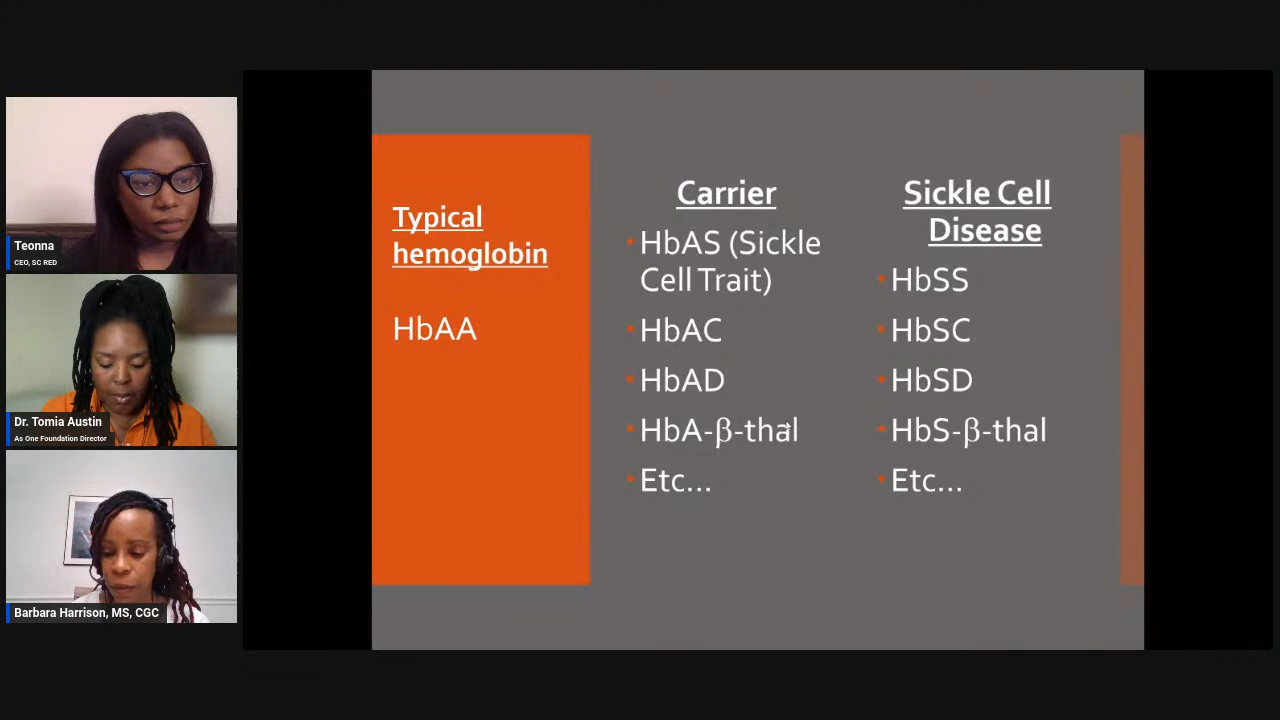 Teonna
CEO, SC RED
Dr. Tomia Austin
As One Foundation Director
Barbara Harrison, MS, CGC
Typical
hemoglobin
HbAA
Carrier
HbAS (Sickle
Cell Trait)
HbAC
HbAD
HbA-β-thal
Etc...
Sickle Cell
Disease
HbSS
HbSC
HbSD
HbS-β-thal
Etc...